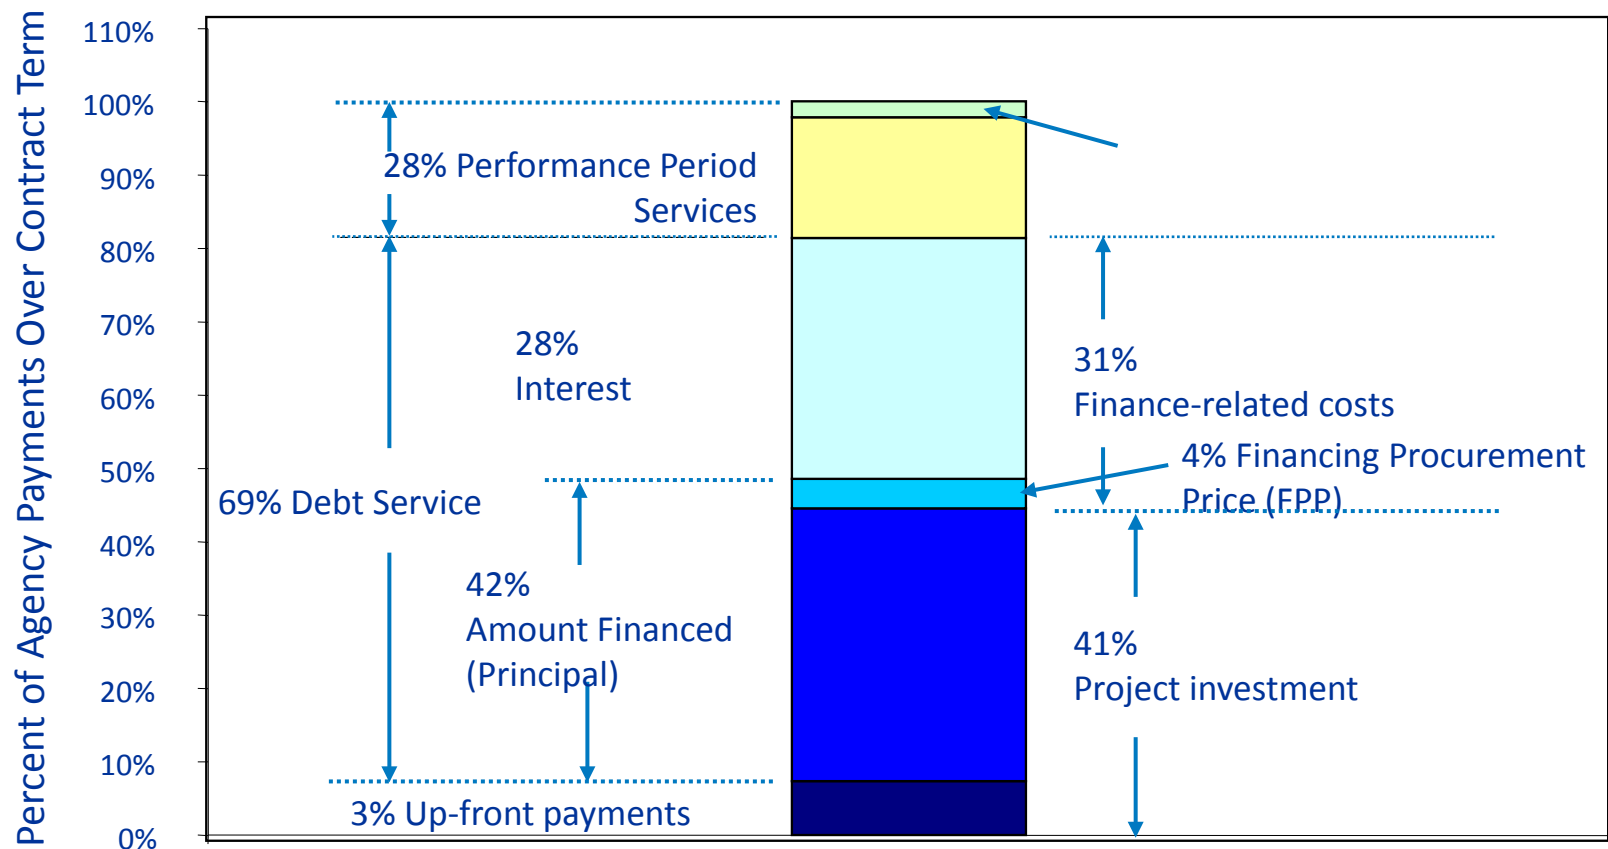 Percent of Agency Payments Over Contract Term
110%
100%
90%
80%
70%
60%
50%
40%
30%
20%
10%
0%
28% Performance Period
Services
28%
Interest
69% Debt Service
42%
Amount Financed
(Principal)
3% Up-front payments
31%
Finance-related costs
4% Financing Procurement
Price (FPP)
41%
Project investment